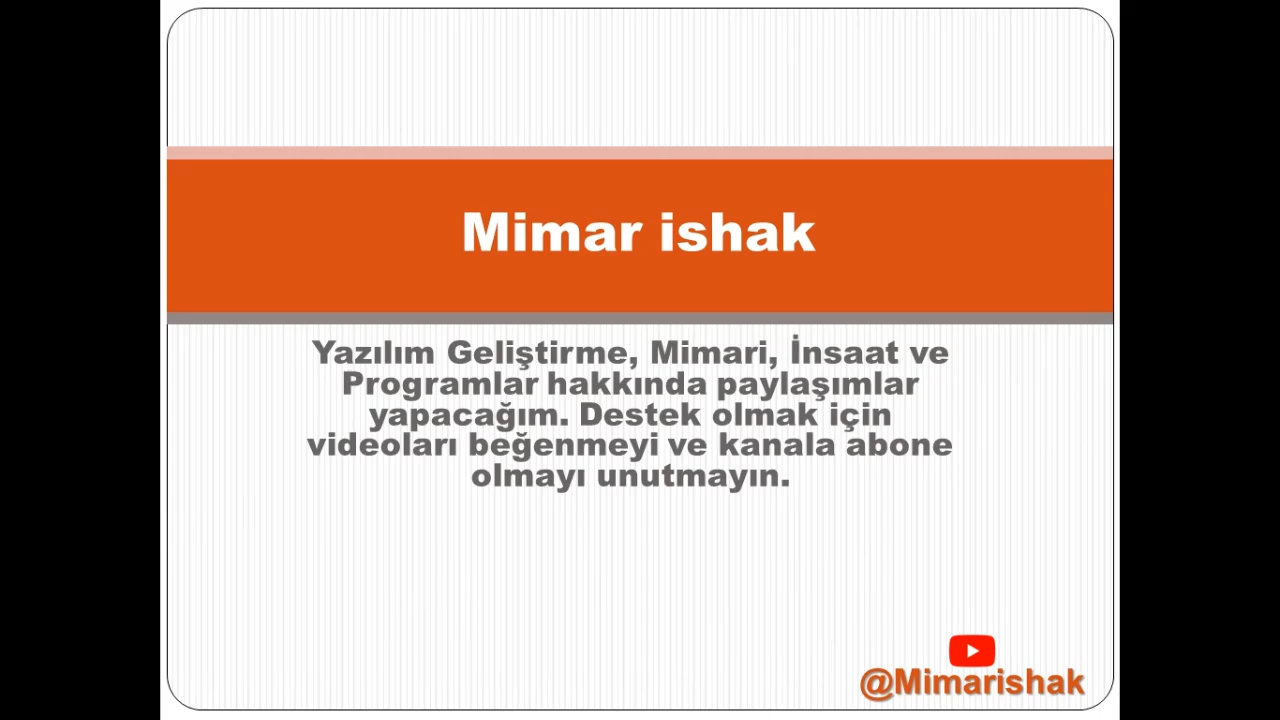 Mimar ishak
Yazılım Geliştirme, Mimari, İnsaat ve
Programlar hakkında paylaşımlar
yapacağım. Destek olmak için
videoları beğenmeyi ve kanala abone
olmayı unutmayın.
@Mimarishak